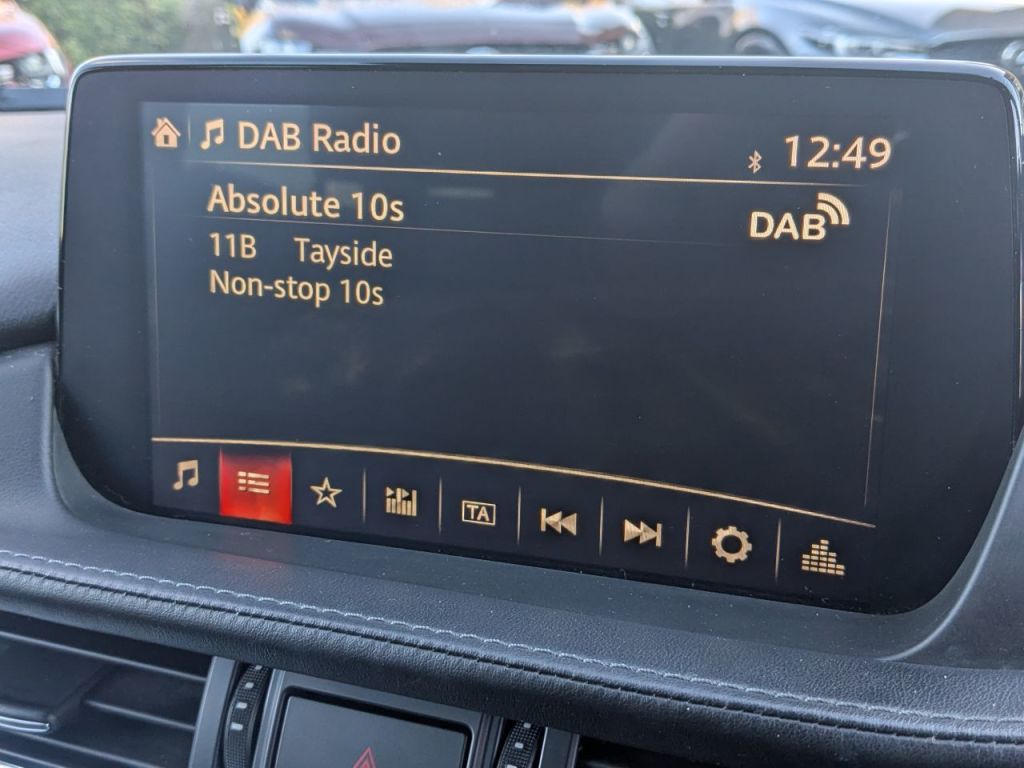 DAB Radio
12:49
Absolute 10s
DAB
11B Tayside
Non-stop 10s
TA